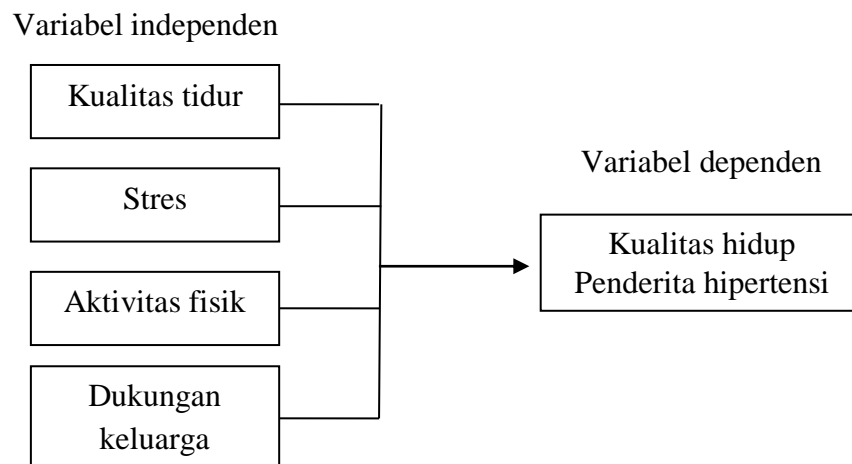 Variabel independen
Kualitas tidur
Stres
Aktivitas fisik
Dukungan
keluarga
Variabel dependen
Kualitas hidup
Penderita hipertensi